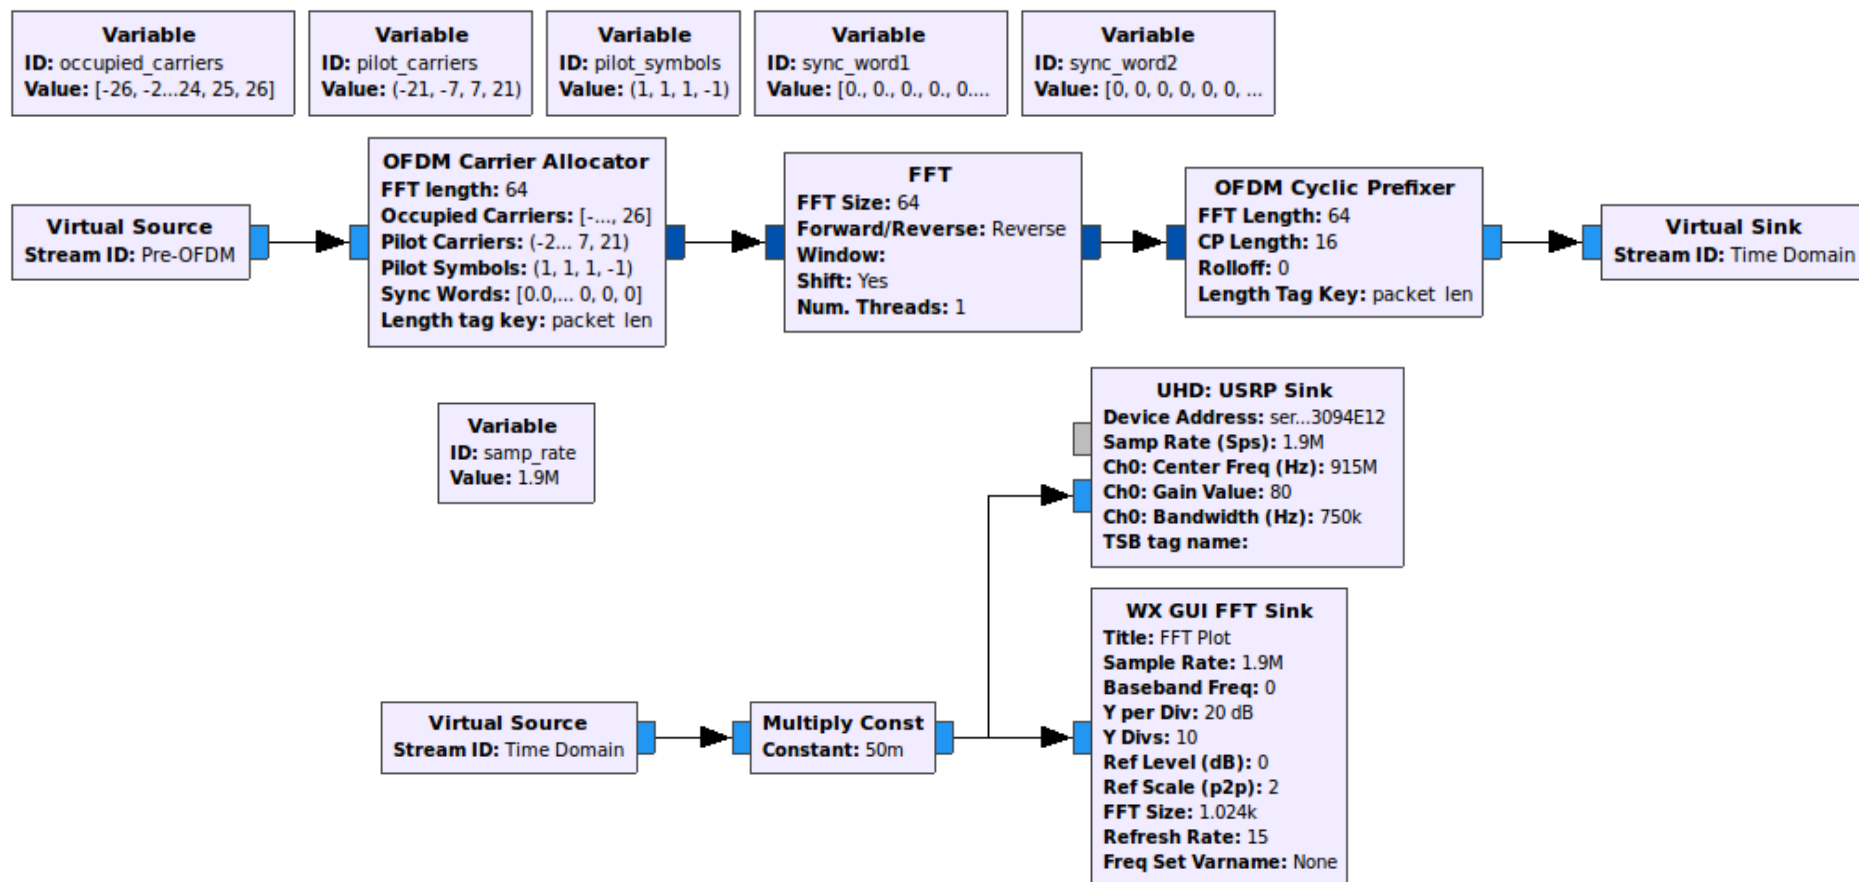 Variable
ID: occupied_carriers
Value: [-26, -2...24, 25, 26]
Variable
ID: pilot_carriers
Value: (-21, -7, 7, 21)
Variable
ID: pilot_symbols
Value: (1, 1, 1, -1)
Variable
ID: sync_word1
Value: [0., 0., 0., 0., 0....
Variable
ID: sync_word2
Value: [0, 0, 0, 0, 0, 0, ...
Virtual Source
Stream ID: Pre-OFDM
OFDM Carrier Allocator
FFT length: 64
Occupied Carriers: [-..., 26]
Pilot Carriers: (-2... 7, 21)
Pilot Symbols: (1, 1, 1, -1)
Sync Words: [0.0,... 0, 0, 0]
Length tag key: packet_len
FFT
FFT Size: 64
Forward/Reverse: Reverse
Window:
Shift: Yes
Num. Threads: 1
OFDM Cyclic Prefixer
FFT Length: 64
CP Length: 16
Rolloff: 0
Length Tag Key: packet_len
Virtual Sink
Stream ID: Time Domain
Variable
ID: samp_rate
Value: 1.9M
UHD: USRP Sink
Device Address: ser...3094E12
Samp Rate (Sps): 1.9M
Ch0: Center Freq (Hz): 915M
Ch0: Gain Value: 80
Ch0: Bandwidth (Hz): 750k
TSB tag name:
Virtual Source
Stream ID: Time Domain
Multiply Const
Constant: 50m
WX GUI FFT Sink
Title: FFT Plot
Sample Rate: 1.9M
Baseband Freq: 0
Y per Div: 20 dB
Y Divs: 10
Ref Level (dB): 0
Ref Scale (p2p): 2
FFT Size: 1.024k
Refresh Rate: 15
Freq Set Varname: None